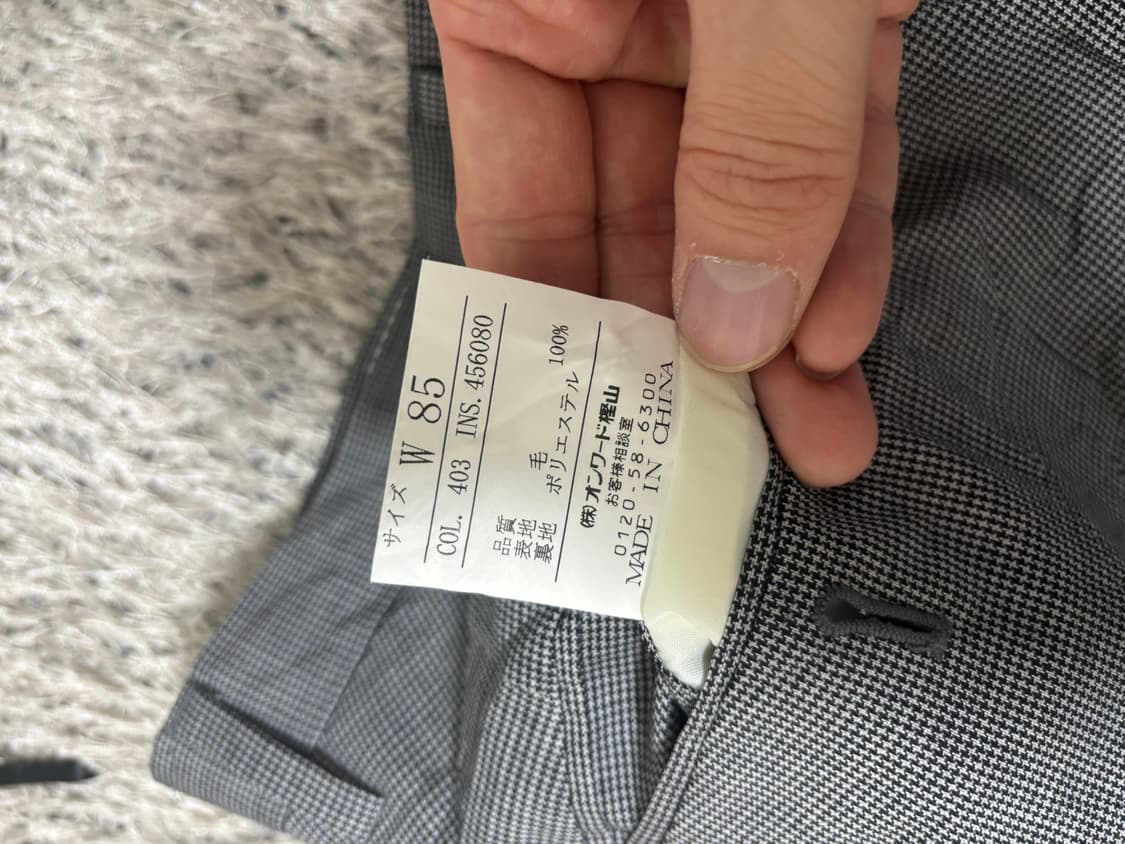 サイズ W 85
COL. 403 INS. 456080
品質
表地 毛
裏地 ポリエステル 100%
(株)オンワード樫山
お客様相談室
0120-58-6300
MADE IN CHINA